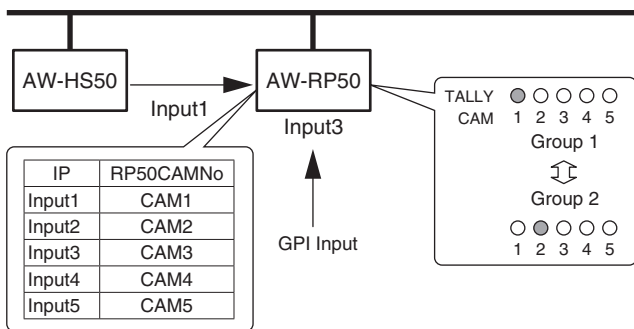 AW-HS50
AW-RP50
Input1
Input3
GPI Input
IP RP50CAMNo
Input1 CAM1
Input2 CAM2
Input3 CAM3
Input4 CAM4
Input5 CAM5
TALLY
CAM 1 2 3 4 5
Group 1
Group 2
1 2 3 4 5